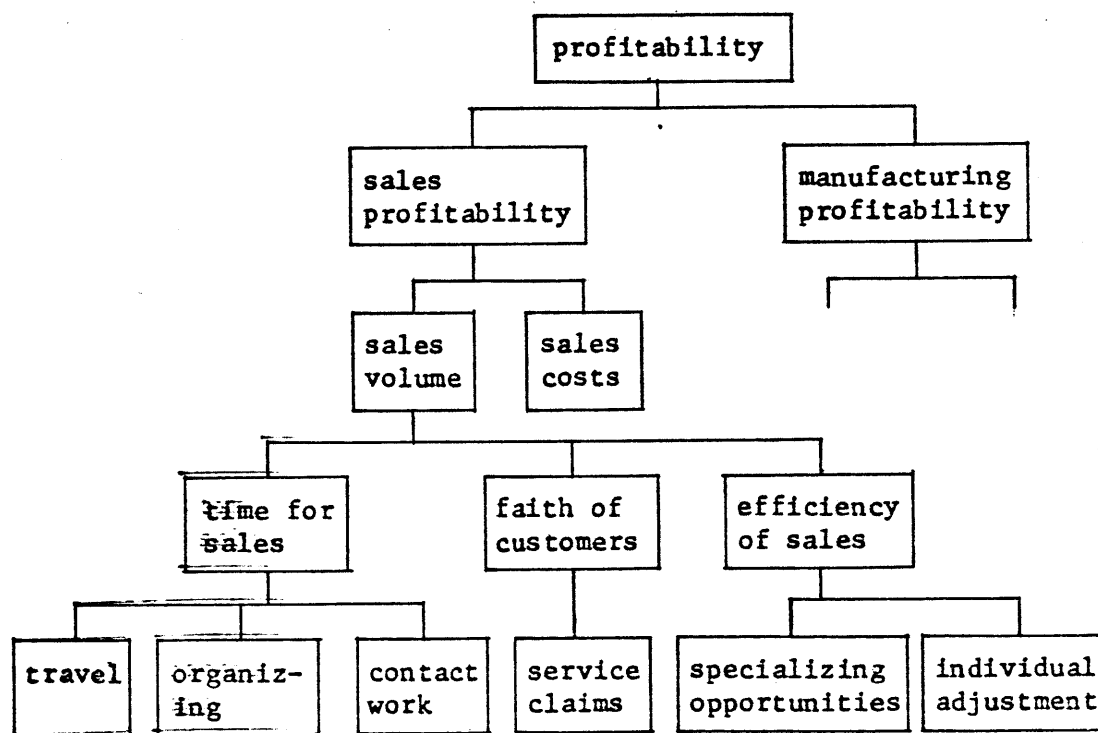 profitability
sales
profitability
manufacturing
profitability
sales
volume
sales
costs
time for
sales
faith of
customers
efficiency
of sales
travel
organiz-
ing
contact
work
service
claims
specializing
opportunities
individual
adjustment